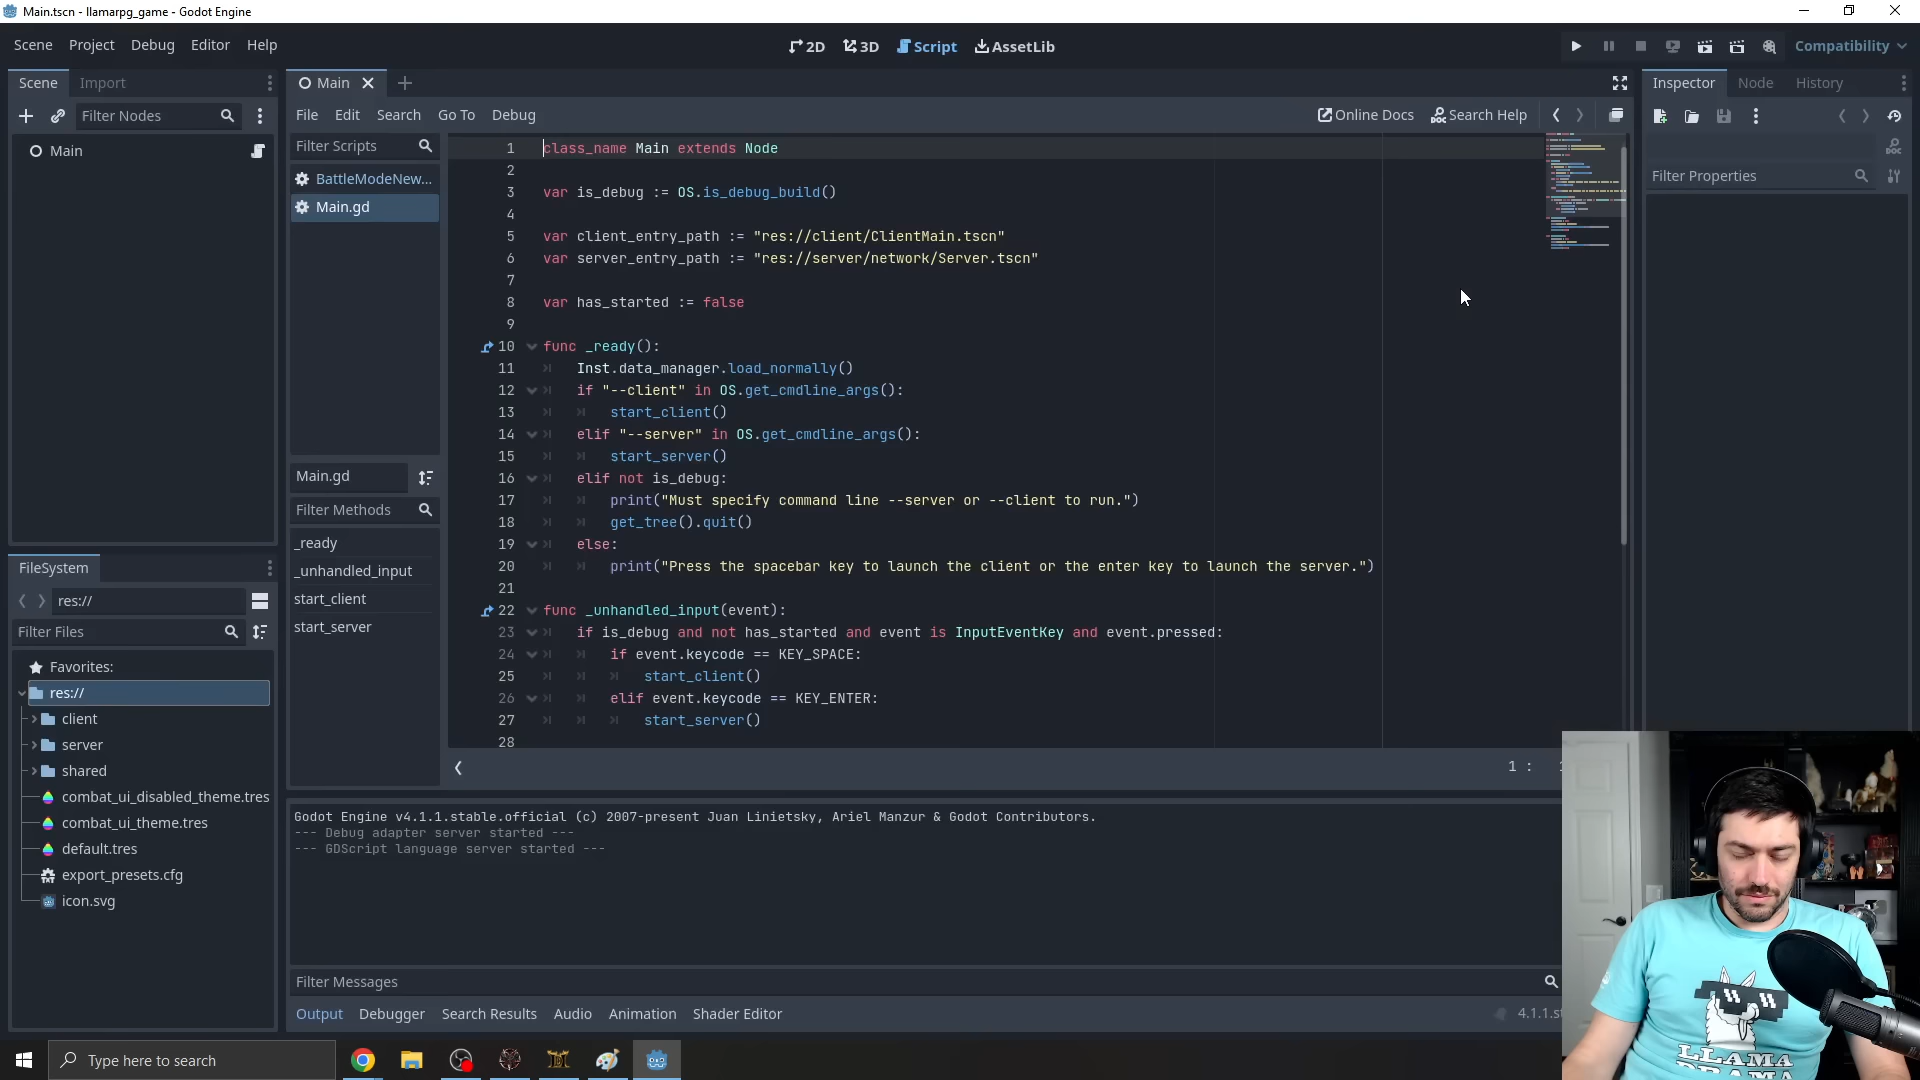 Main.tscn - llamarpg_game - Godot Engine
Scene Project Debug Editor Help
2D 3D Script AssetLib
Compatibility
Scene Import
Filter Nodes
Main
FileSystem
res://
Filter Files
Favorites:
res://
client
server
shared
combat_ui_disabled_theme.tres
combat_ui_theme.tres
default.tres
export_presets.cfg
icon.svg
Main
File Edit Search Go To Debug
Online Docs Search Help
Filter Scripts
BattleModeNew...
Main.gd
Main.gd
Filter Methods
_ready
_unhandled_input
start_client
start_server
1 class_name Main extends Node
2
3 var is_debug := OS.is_debug_build()
4
5 var client_entry_path := "res://client/ClientMain.tscn"
6 var server_entry_path := "res://server/network/Server.tscn"
7
8 var has_started := false
9
10 func _ready():
11 Inst.data_manager.load_normally()
12 if "--client" in OS.get_cmdline_args():
13 start_client()
14 elif "--server" in OS.get_cmdline_args():
15 start_server()
16 elif not is_debug:
17 print("Must specify command line --server or --client to run.")
18 get_tree().quit()
19 else:
20 print("Press the spacebar key to launch the client or the enter key to launch the server.")
21
22 func _unhandled_input(event):
23 if is_debug and not has_started and event is InputEventKey and event.pressed:
24 if event.keycode == KEY_SPACE:
25 start_client()
26 elif event.keycode == KEY_ENTER:
27 start_server()
28
1 :
Godot Engine v4.1.1.stable.official (c) 2007-present Juan Linietsky, Ariel Manzur & Godot Contributors.
--- Debug adapter server started ---
--- GDScript language server started ---
Filter Messages
Output Debugger Search Results Audio Animation Shader Editor
4.1.1.st
Inspector Node History
Filter Properties
LLAMA
DRAMA
Type here to search